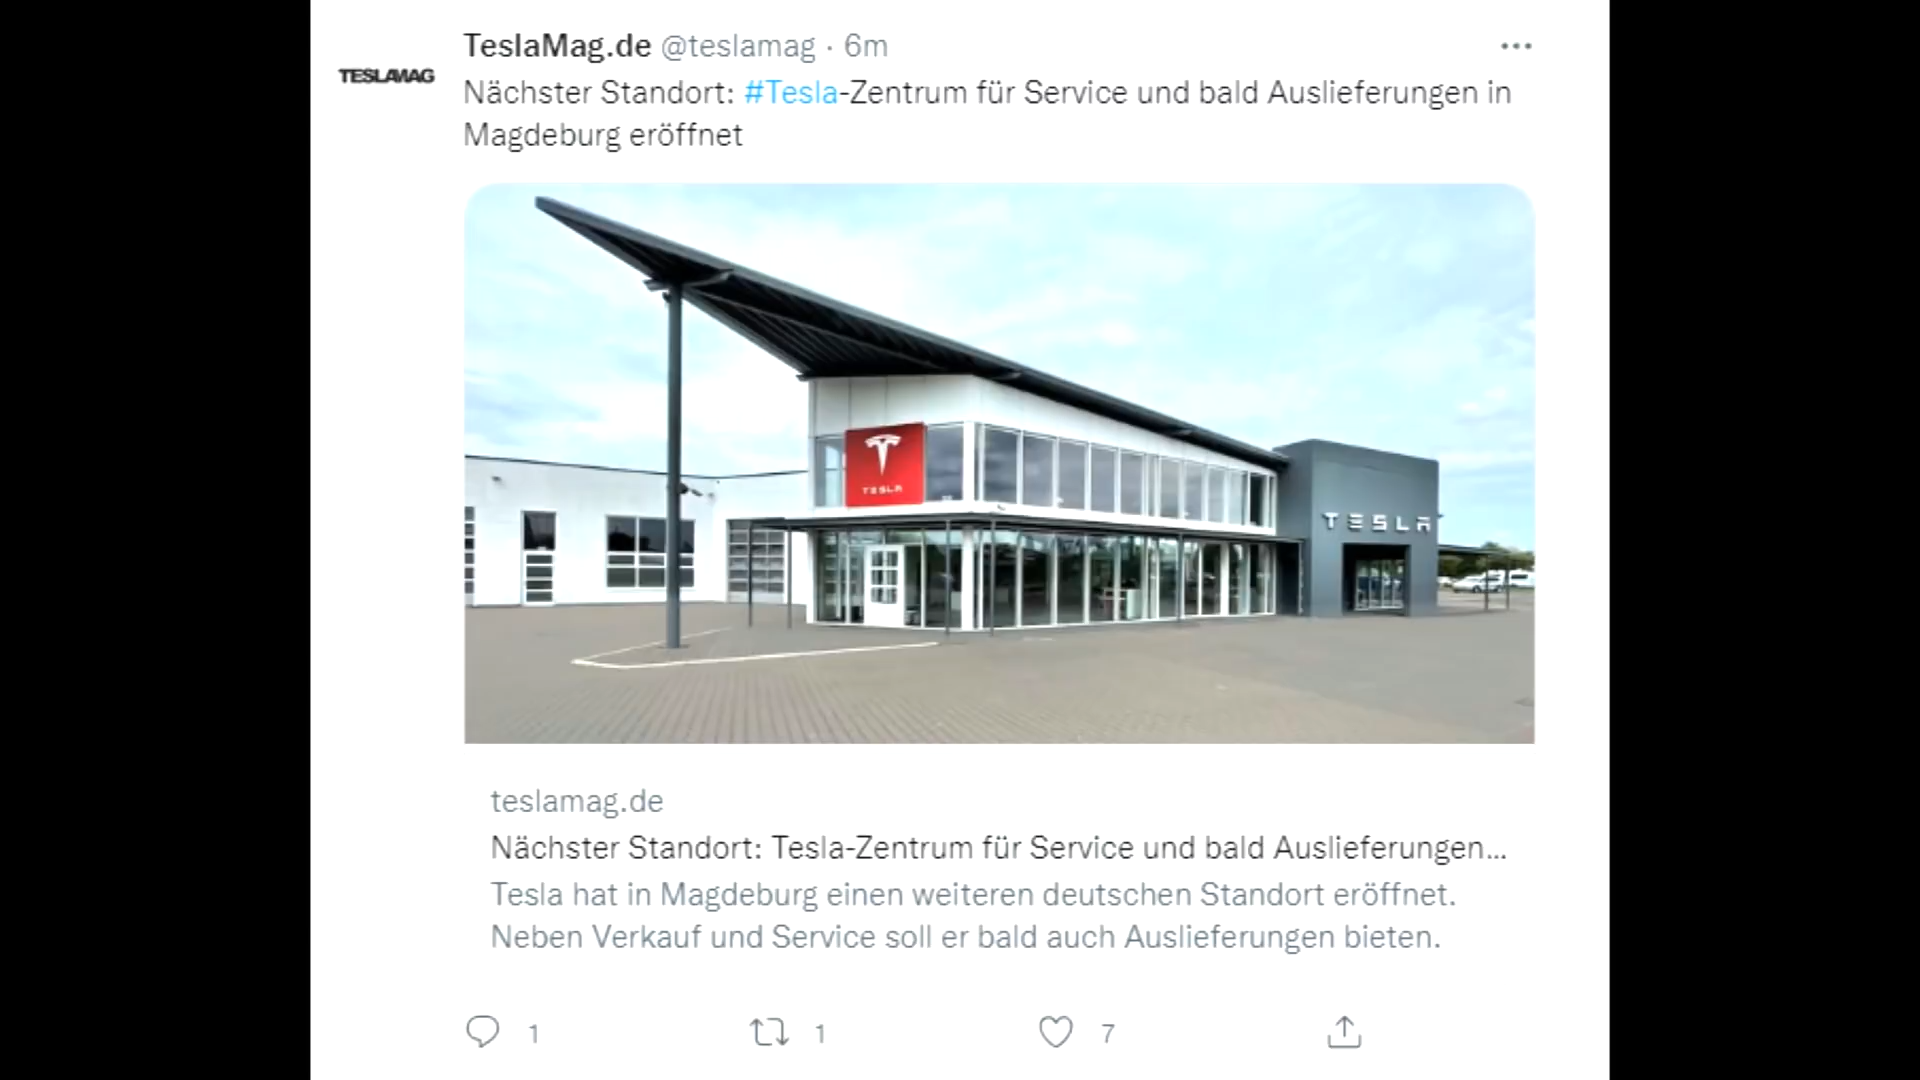 TeslaMag.de @teslamag · 6m
TESLAMAG
Nächster Standort: #Tesla-Zentrum für Service und bald Auslieferungen in
Magdeburg eröffnet
TESLA
TESLA
teslamag.de
Nächster Standort: Tesla-Zentrum für Service und bald Auslieferungen...
Tesla hat in Magdeburg einen weiteren deutschen Standort eröffnet.
Neben Verkauf und Service soll er bald auch Auslieferungen bieten.
1 1 7